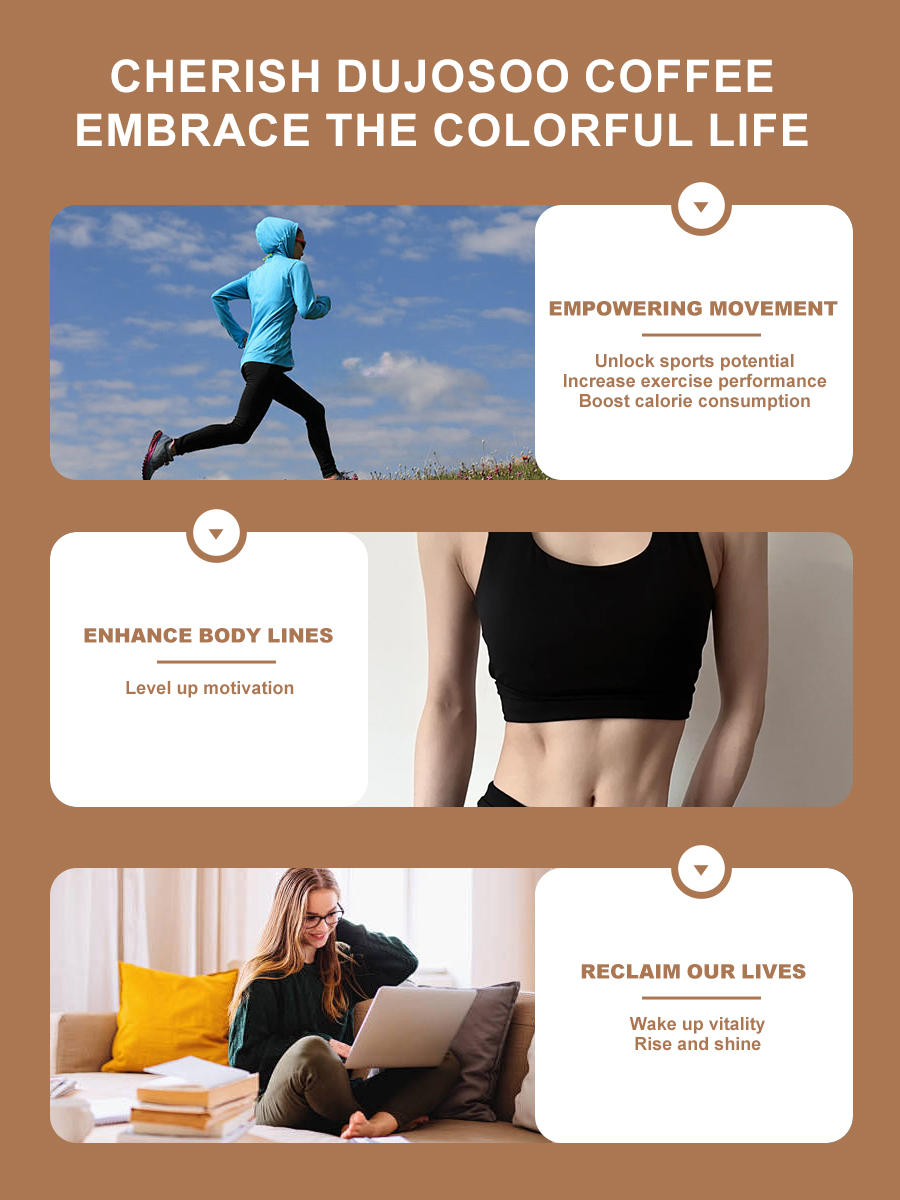 CHERISH DUJOSOO COFFEE
EMBRACE THE COLORFUL LIFE
EMPOWERING MOVEMENT
Unlock sports potential
Increase exercise performance
Boost calorie consumption
ENHANCE BODY LINES
Level up motivation
RECLAIM OUR LIVES
Wake up vitality
Rise and shine